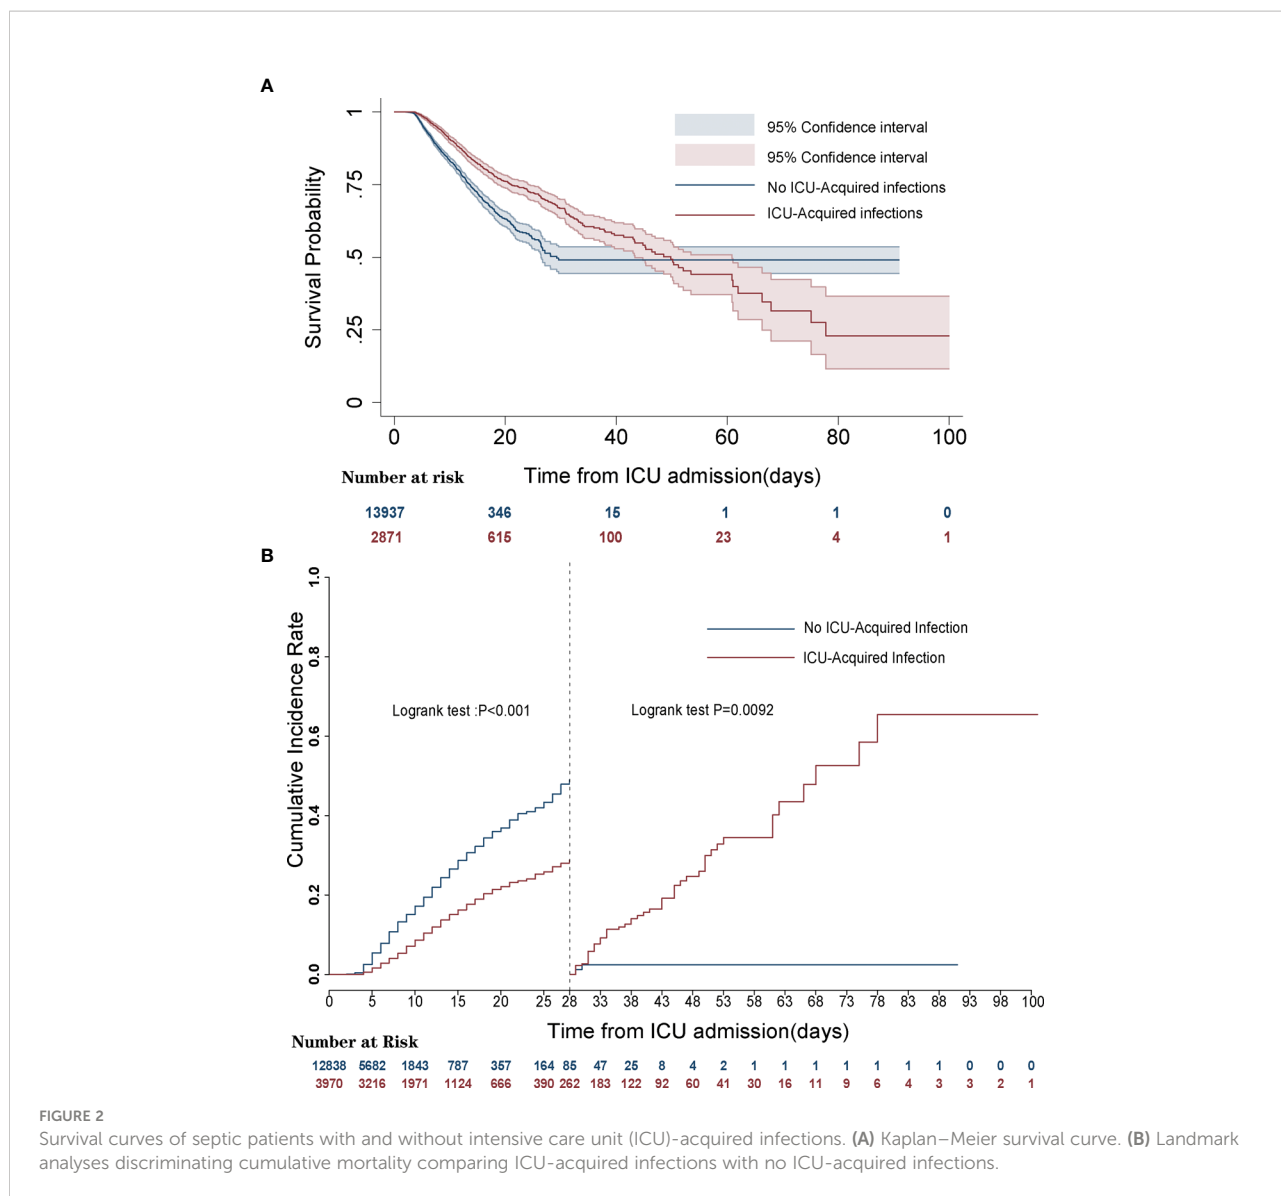 A
1
.75
.5
.25
0
Survival Probability
95% Confidence interval
95% Confidence interval
No ICU-Acquired infections
ICU-Acquired infections
0 20 40 60 80 100
Number at risk Time from ICU admission(days)
13937 346 15 1 1 0
2871 615 100 23 4 1
B
1.0
0.8
0.6
0.4
0.2
0.0
Cumulative Incidence Rate
No ICU-Acquired Infection
ICU-Acquired Infection
Logrank test :P<0.001 Logrank test P=0.0092
0 5 10 15 20 25 28 33 38 43 48 53 58 63 68 73 78 83 88 93 98 100
Time from ICU admission(days)
Number at Risk
12838 5682 1843 787 357 164 85 47 25 8 4 2 1 1 1 1 1 1 1 0 0 0
3970 3216 1971 1124 666 390 262 183 122 92 60 41 30 16 11 9 6 4 3 3 2 1
FIGURE 2
Survival curves of septic patients with and without intensive care unit (ICU)-acquired infections. (A) Kaplan–Meier survival curve. (B) Landmark
analyses discriminating cumulative mortality comparing ICU-acquired infections with no ICU-acquired infections.